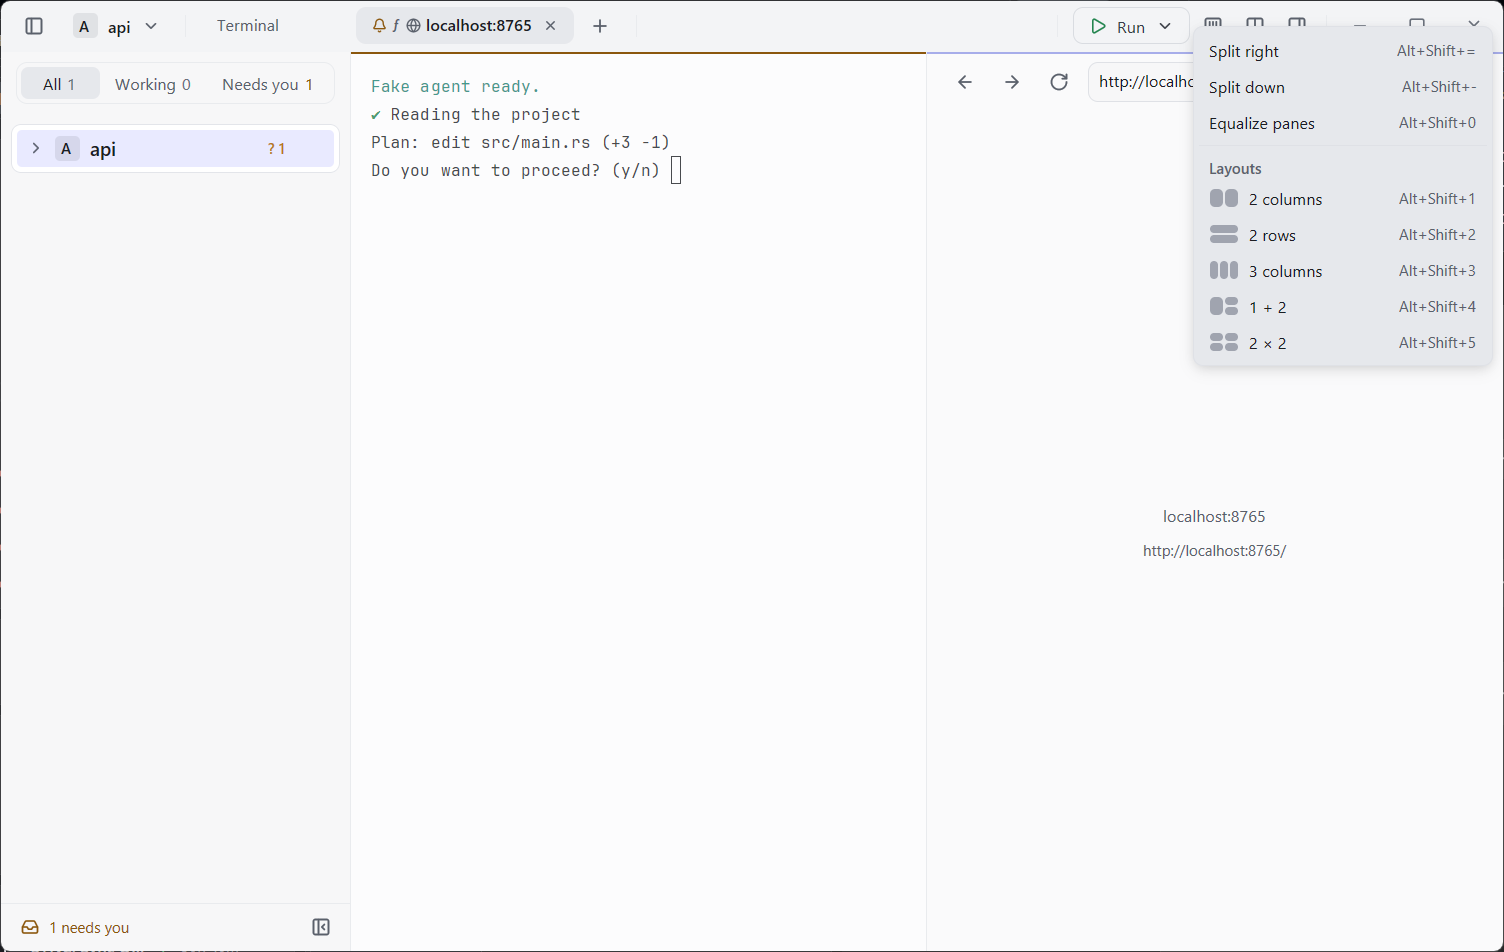 A api
Terminal
localhost:8765
Run
All 1
Working 0
Needs you 1
A api ? 1
Fake agent ready.
✔ Reading the project
Plan: edit src/main.rs (+3 -1)
Do you want to proceed? (y/n)
http://localhc
Split right Alt+Shift+=
Split down Alt+Shift+-
Equalize panes Alt+Shift+0
Layouts
2 columns Alt+Shift+1
2 rows Alt+Shift+2
3 columns Alt+Shift+3
1 + 2 Alt+Shift+4
2 × 2 Alt+Shift+5
localhost:8765
http://localhost:8765/
1 needs you